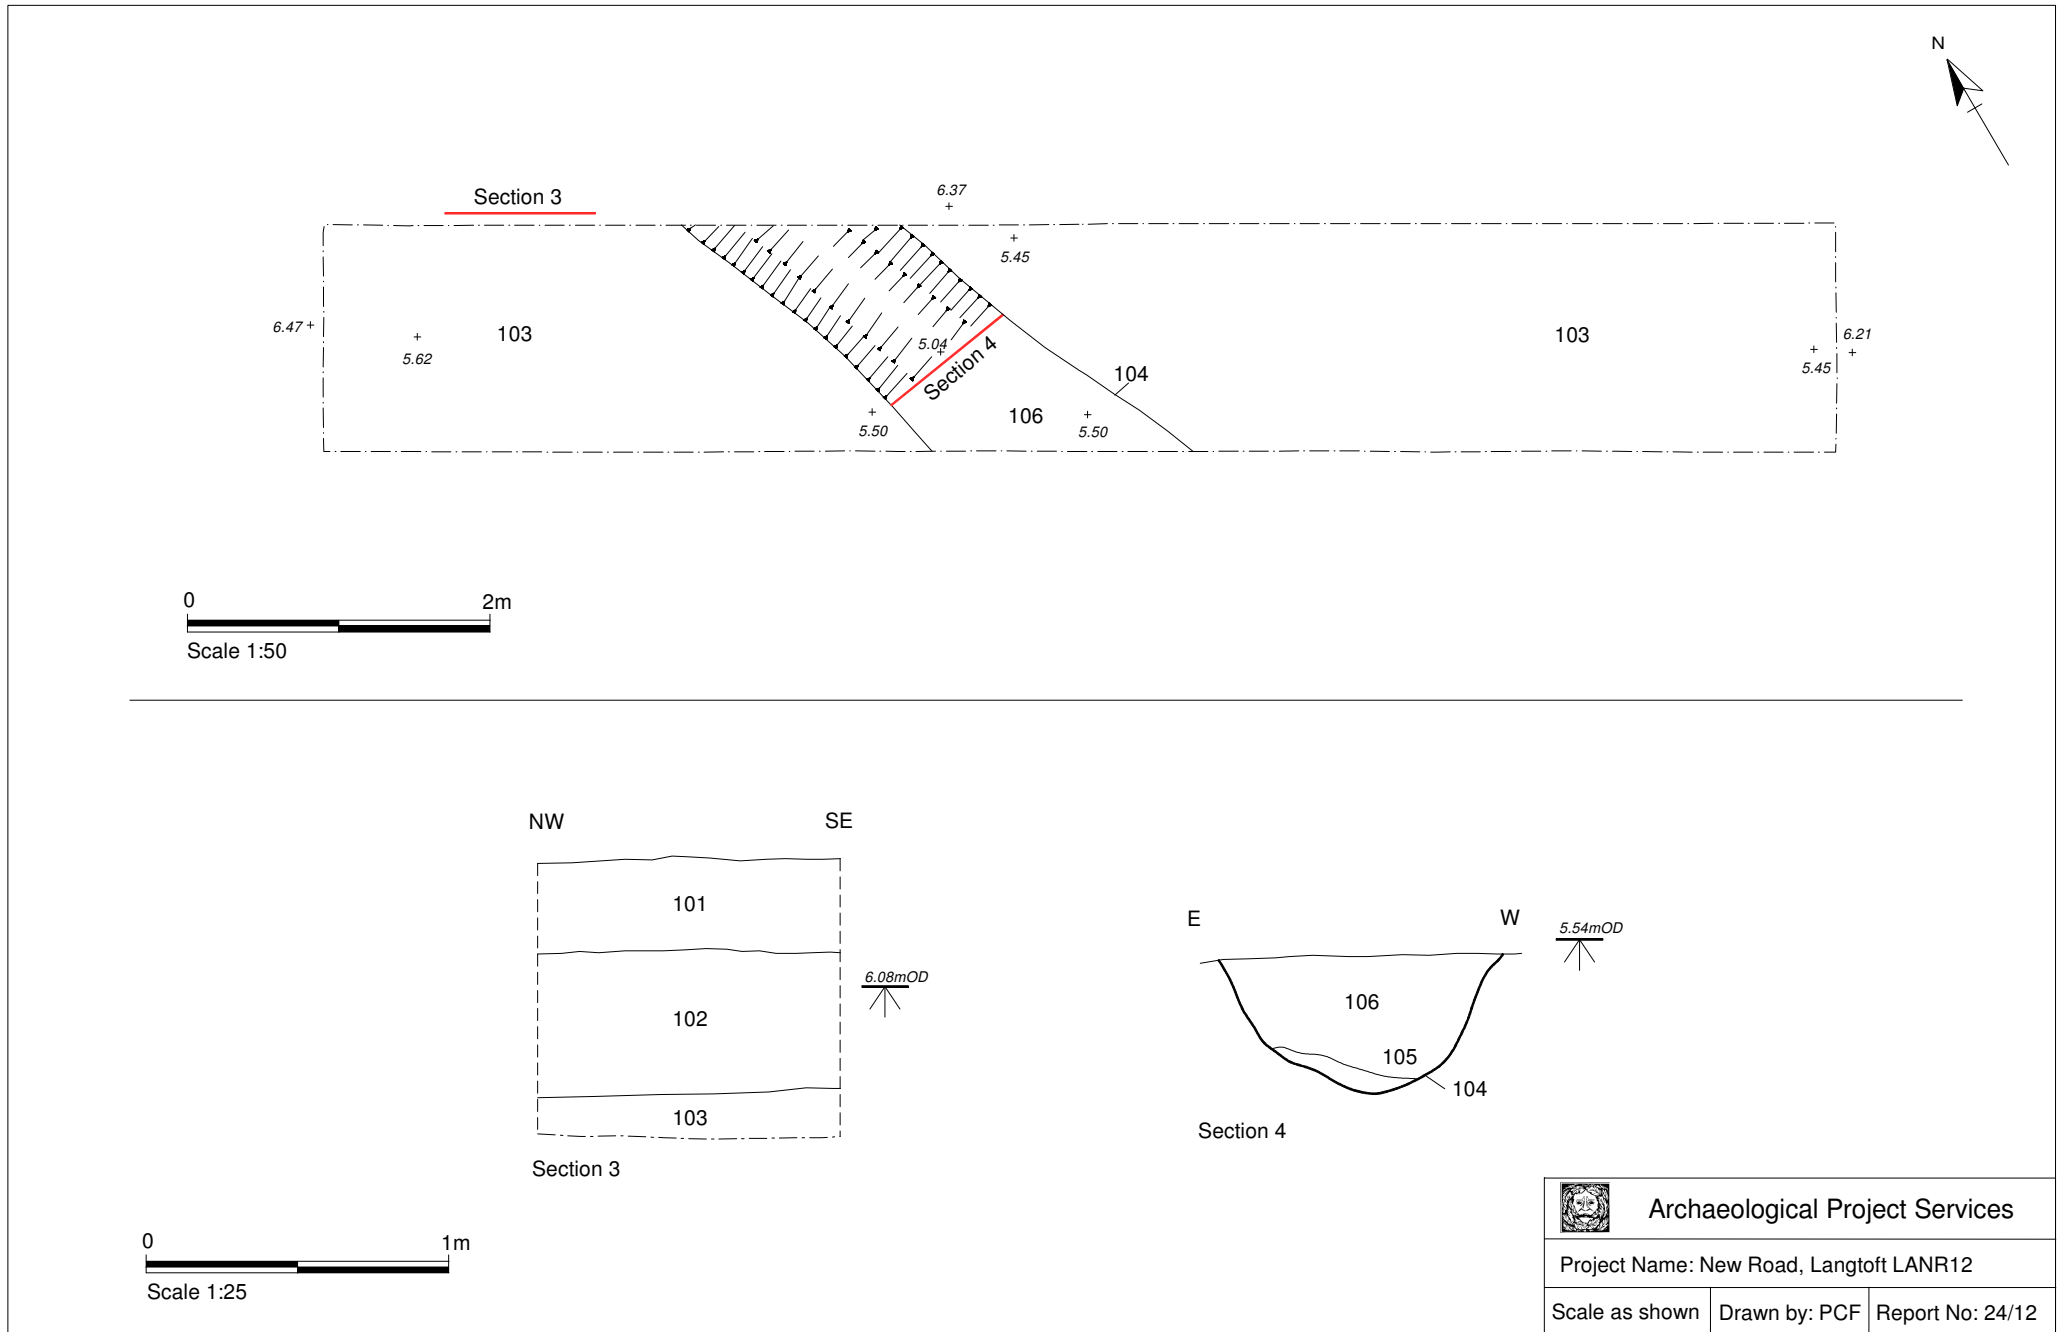 N
Section 3
6.37
5.45
6.47
103
5.62
5.04
Section 4
103
6.21
5.45
104
106
5.50
5.50
0 2m
Scale 1:50
NW SE
101
102
103
6.08mOD
Section 3
E W
5.54mOD
106
105
104
Section 4
0 1m
Scale 1:25
Archaeological Project Services
Project Name: New Road, Langtoft LANR12
Scale as shown Drawn by: PCF Report No: 24/12